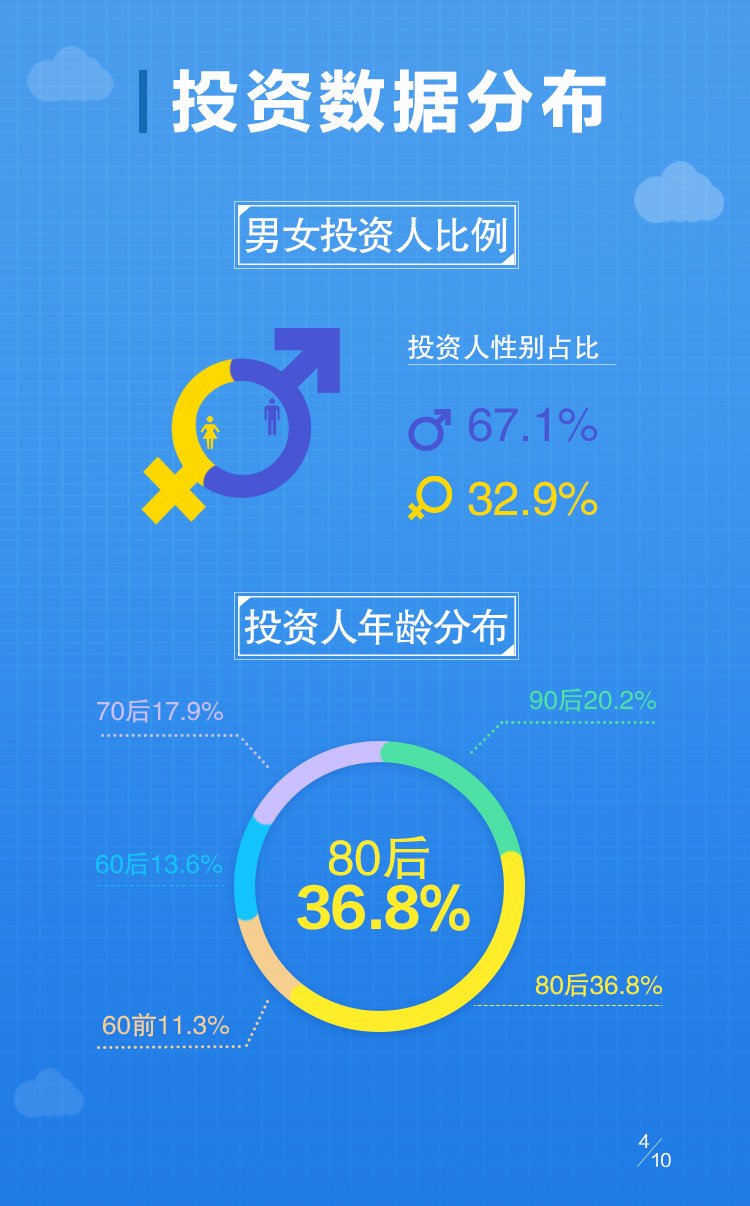 投资数据分布
男女投资人比例
投资人性别占比
67.1%
32.9%
投资人年龄分布
90后20.2%
70后17.9%
60后13.6%
80后
36.8%
80后36.8%
60前11.3%
4/10